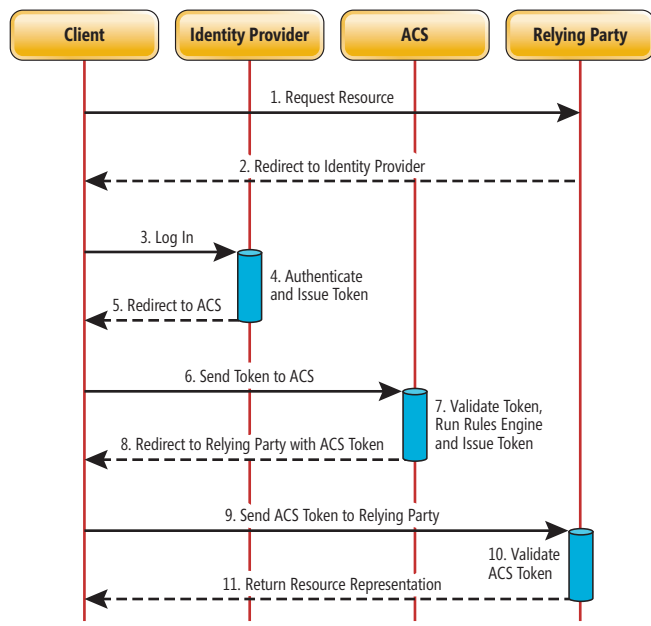 Client
Identity Provider
ACS
Relying Party
1. Request Resource
2. Redirect to Identity Provider
3. Log In
4. Authenticate
and Issue Token
5. Redirect to ACS
6. Send Token to ACS
7. Validate Token,
Run Rules Engine
and Issue Token
8. Redirect to Relying Party with ACS Token
9. Send ACS Token to Relying Party
10. Validate
ACS Token
11. Return Resource Representation